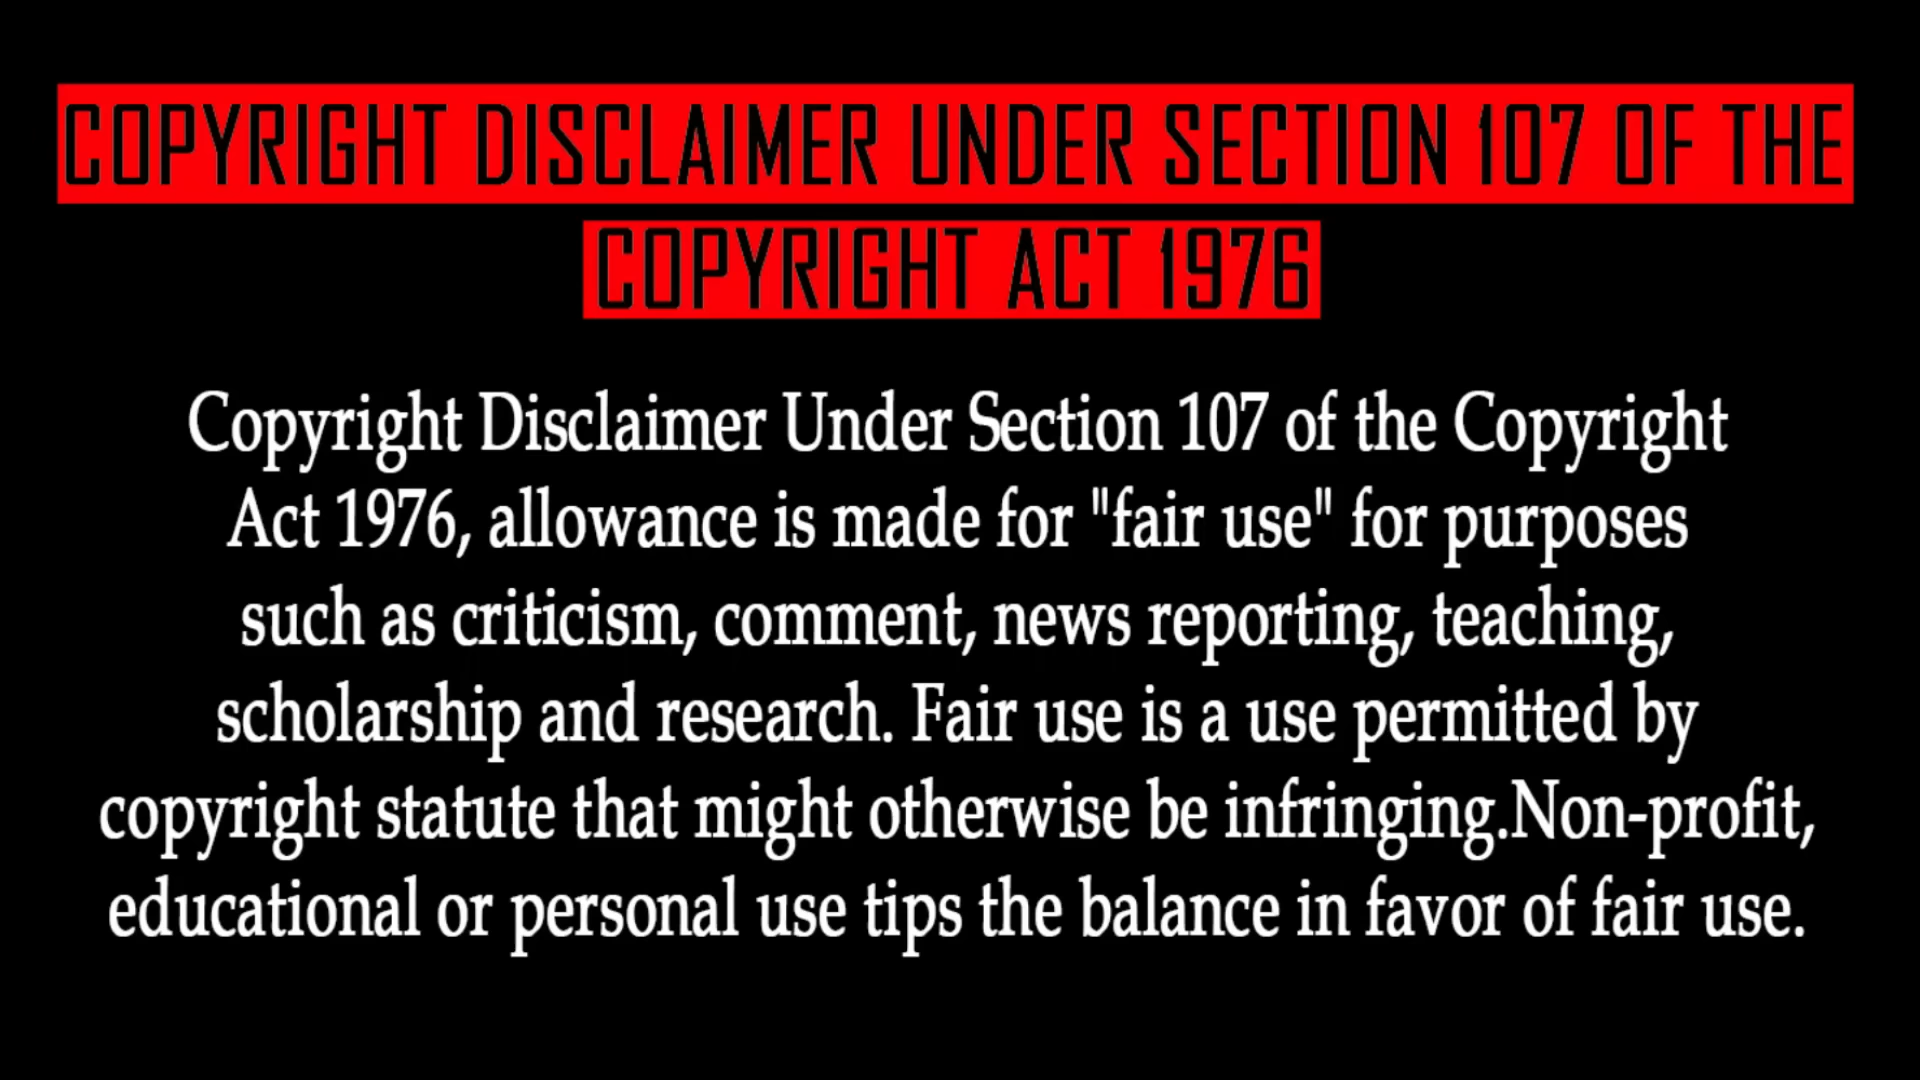 COPYRIGHT DISCLAIMER UNDER SECTION 107 OF THE
COPYRIGHT ACT 1976
Copyright Disclaimer Under Section 107 of the Copyright
Act 1976, allowance is made for "fair use" for purposes
such as criticism, comment, news reporting, teaching,
scholarship and research. Fair use is a use permitted by
copyright statute that might otherwise be infringing.Non-profit,
educational or personal use tips the balance in favor of fair use.